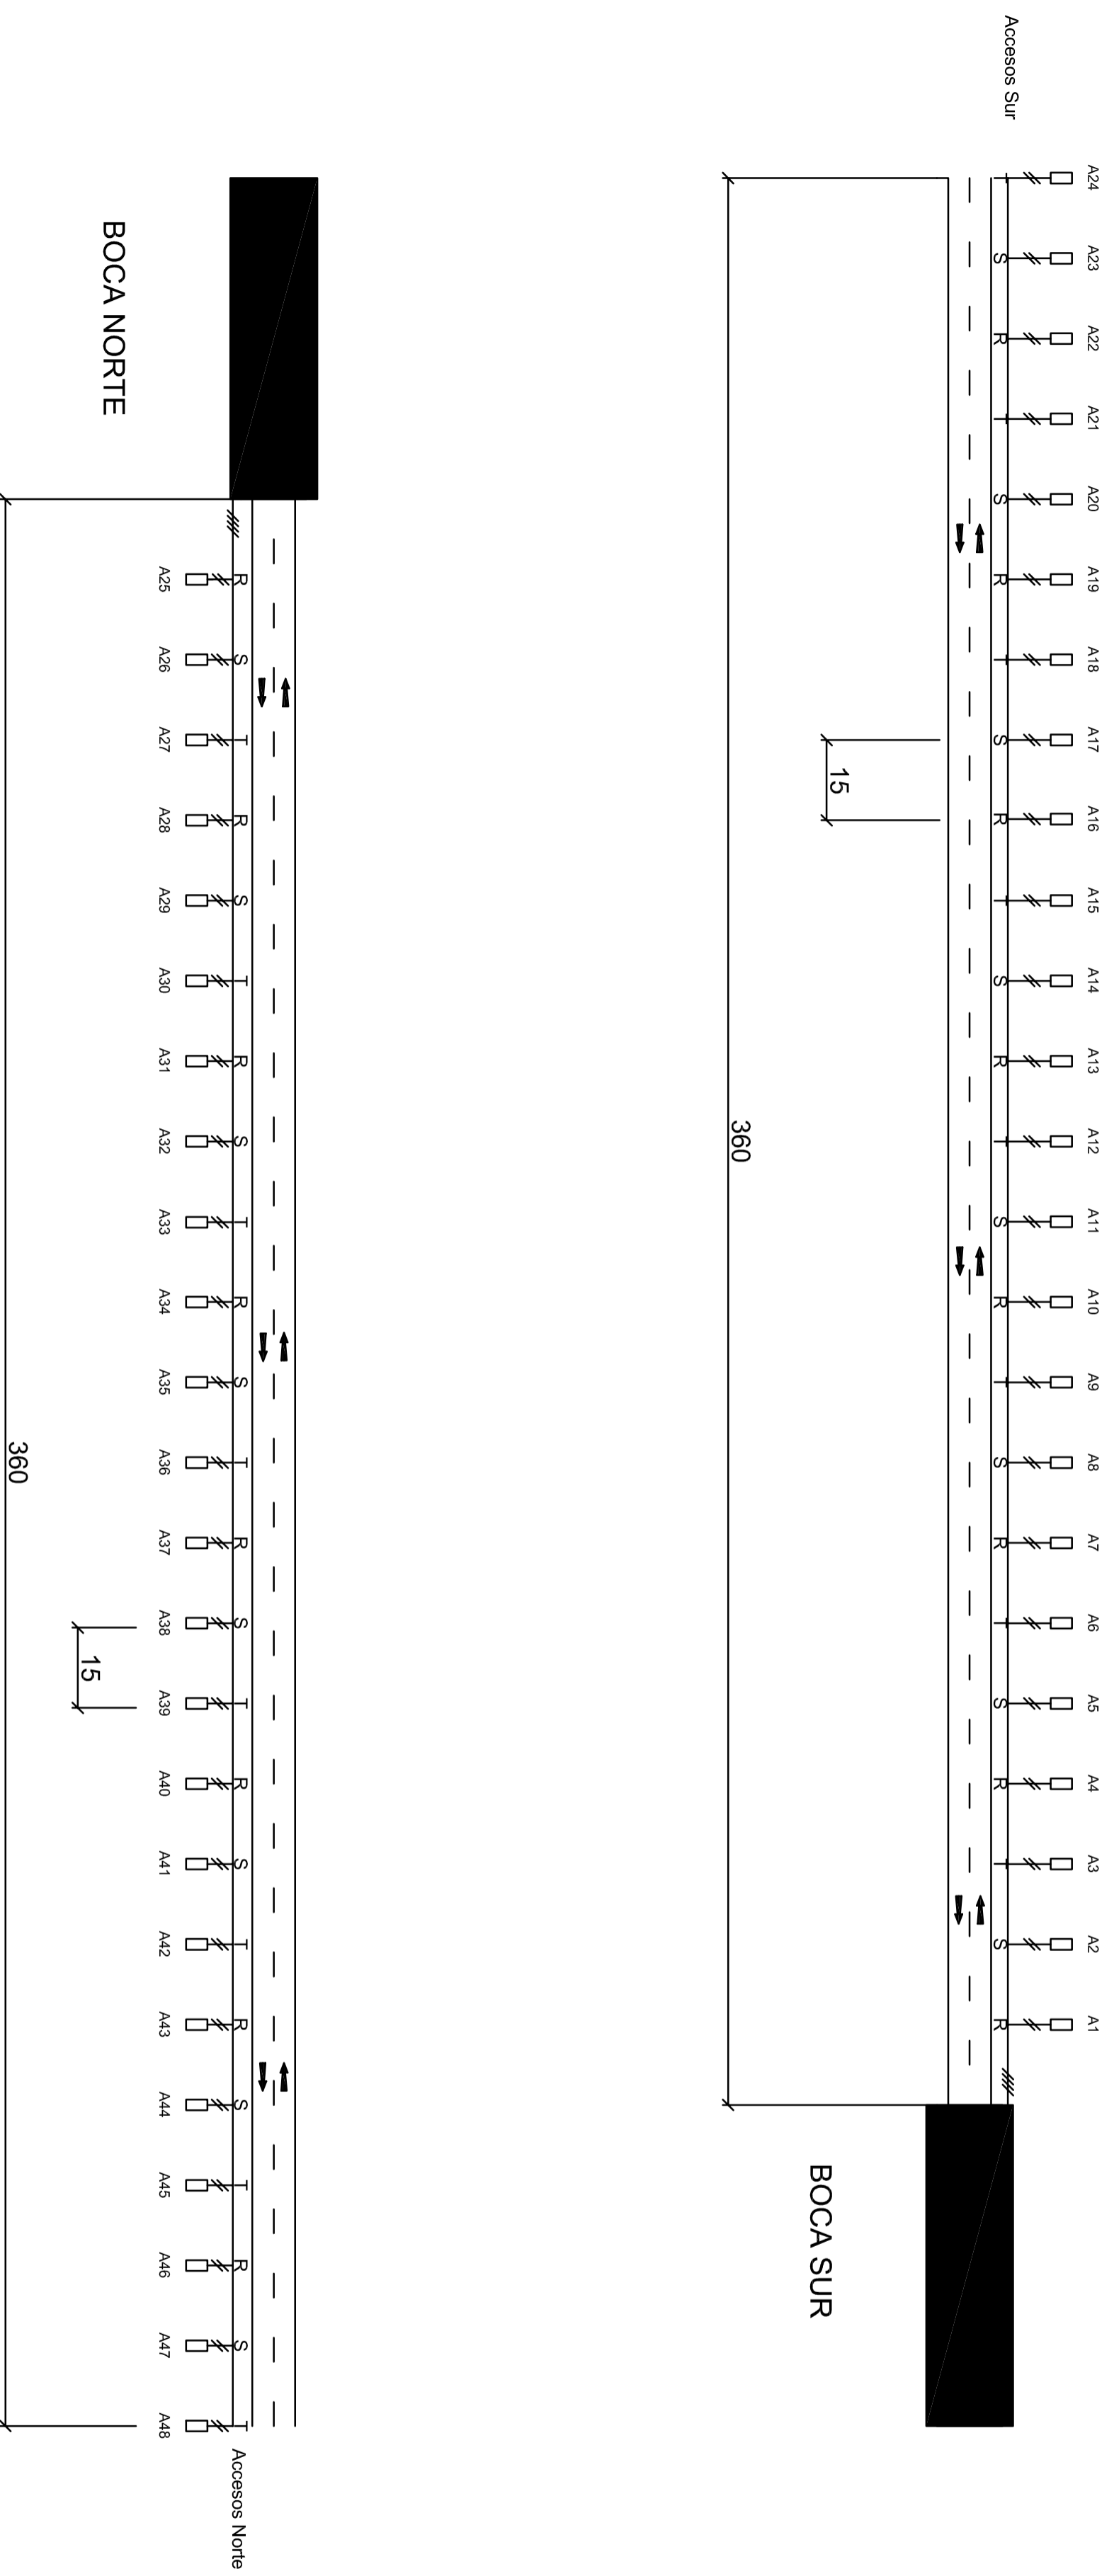 A24 A23 A22 A21 A20 A19 A18 A17 A16 A15 A14 A13 A12 A11 A10 A9 A8 A7 A6 A5 A4 A3 A2 A1
Accesos Sur
T S R T S R T S R T S R T S R T S R T S R T S R
15
BOCA SUR
360
R S T R S T R S T R S T R S T R S T R S T R S T
Accesos Norte
A25 A26 A27 A28 A29 A30 A31 A32 A33 A34 A35 A36 A37 A38 A39 A40 A41 A42 A43 A44 A45 A46 A47 A48
BOCA NORTE
15
360